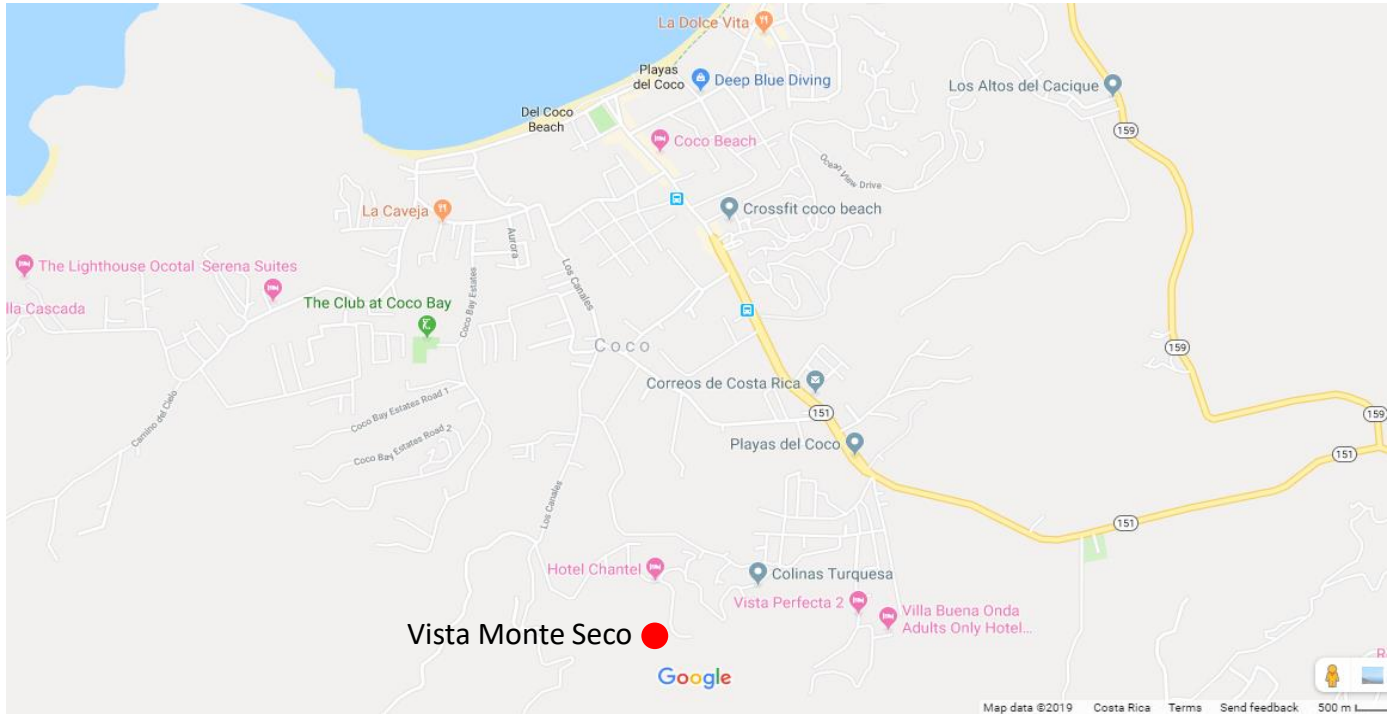 La Dolce Vita
Playas
del Coco
Deep Blue Diving
Los Altos del Cacique
Del Coco
Beach
159
Coco Beach
Ocean View Drive
La Caveja
Crossfit coco beach
Aurora
The Lighthouse Ocotal
Serena Suites
Los Canales
Coco Bay Estates
lla Cascada
The Club at Coco Bay
Coco
159
Correos de Costa Rica
Coco Bay Estates Road 1
151
159
Camino del Cielo
Playas del Coco
Coco Bay Estates Road 2
151
Los Canales
151
Hotel Chantel
Colinas Turquesa
Vista Perfecta 2
Villa Buena Onda
Adults Only Hotel...
Vista Monte Seco
R
Google
Map data ©2019
Costa Rica
Terms
Send feedback
500 m